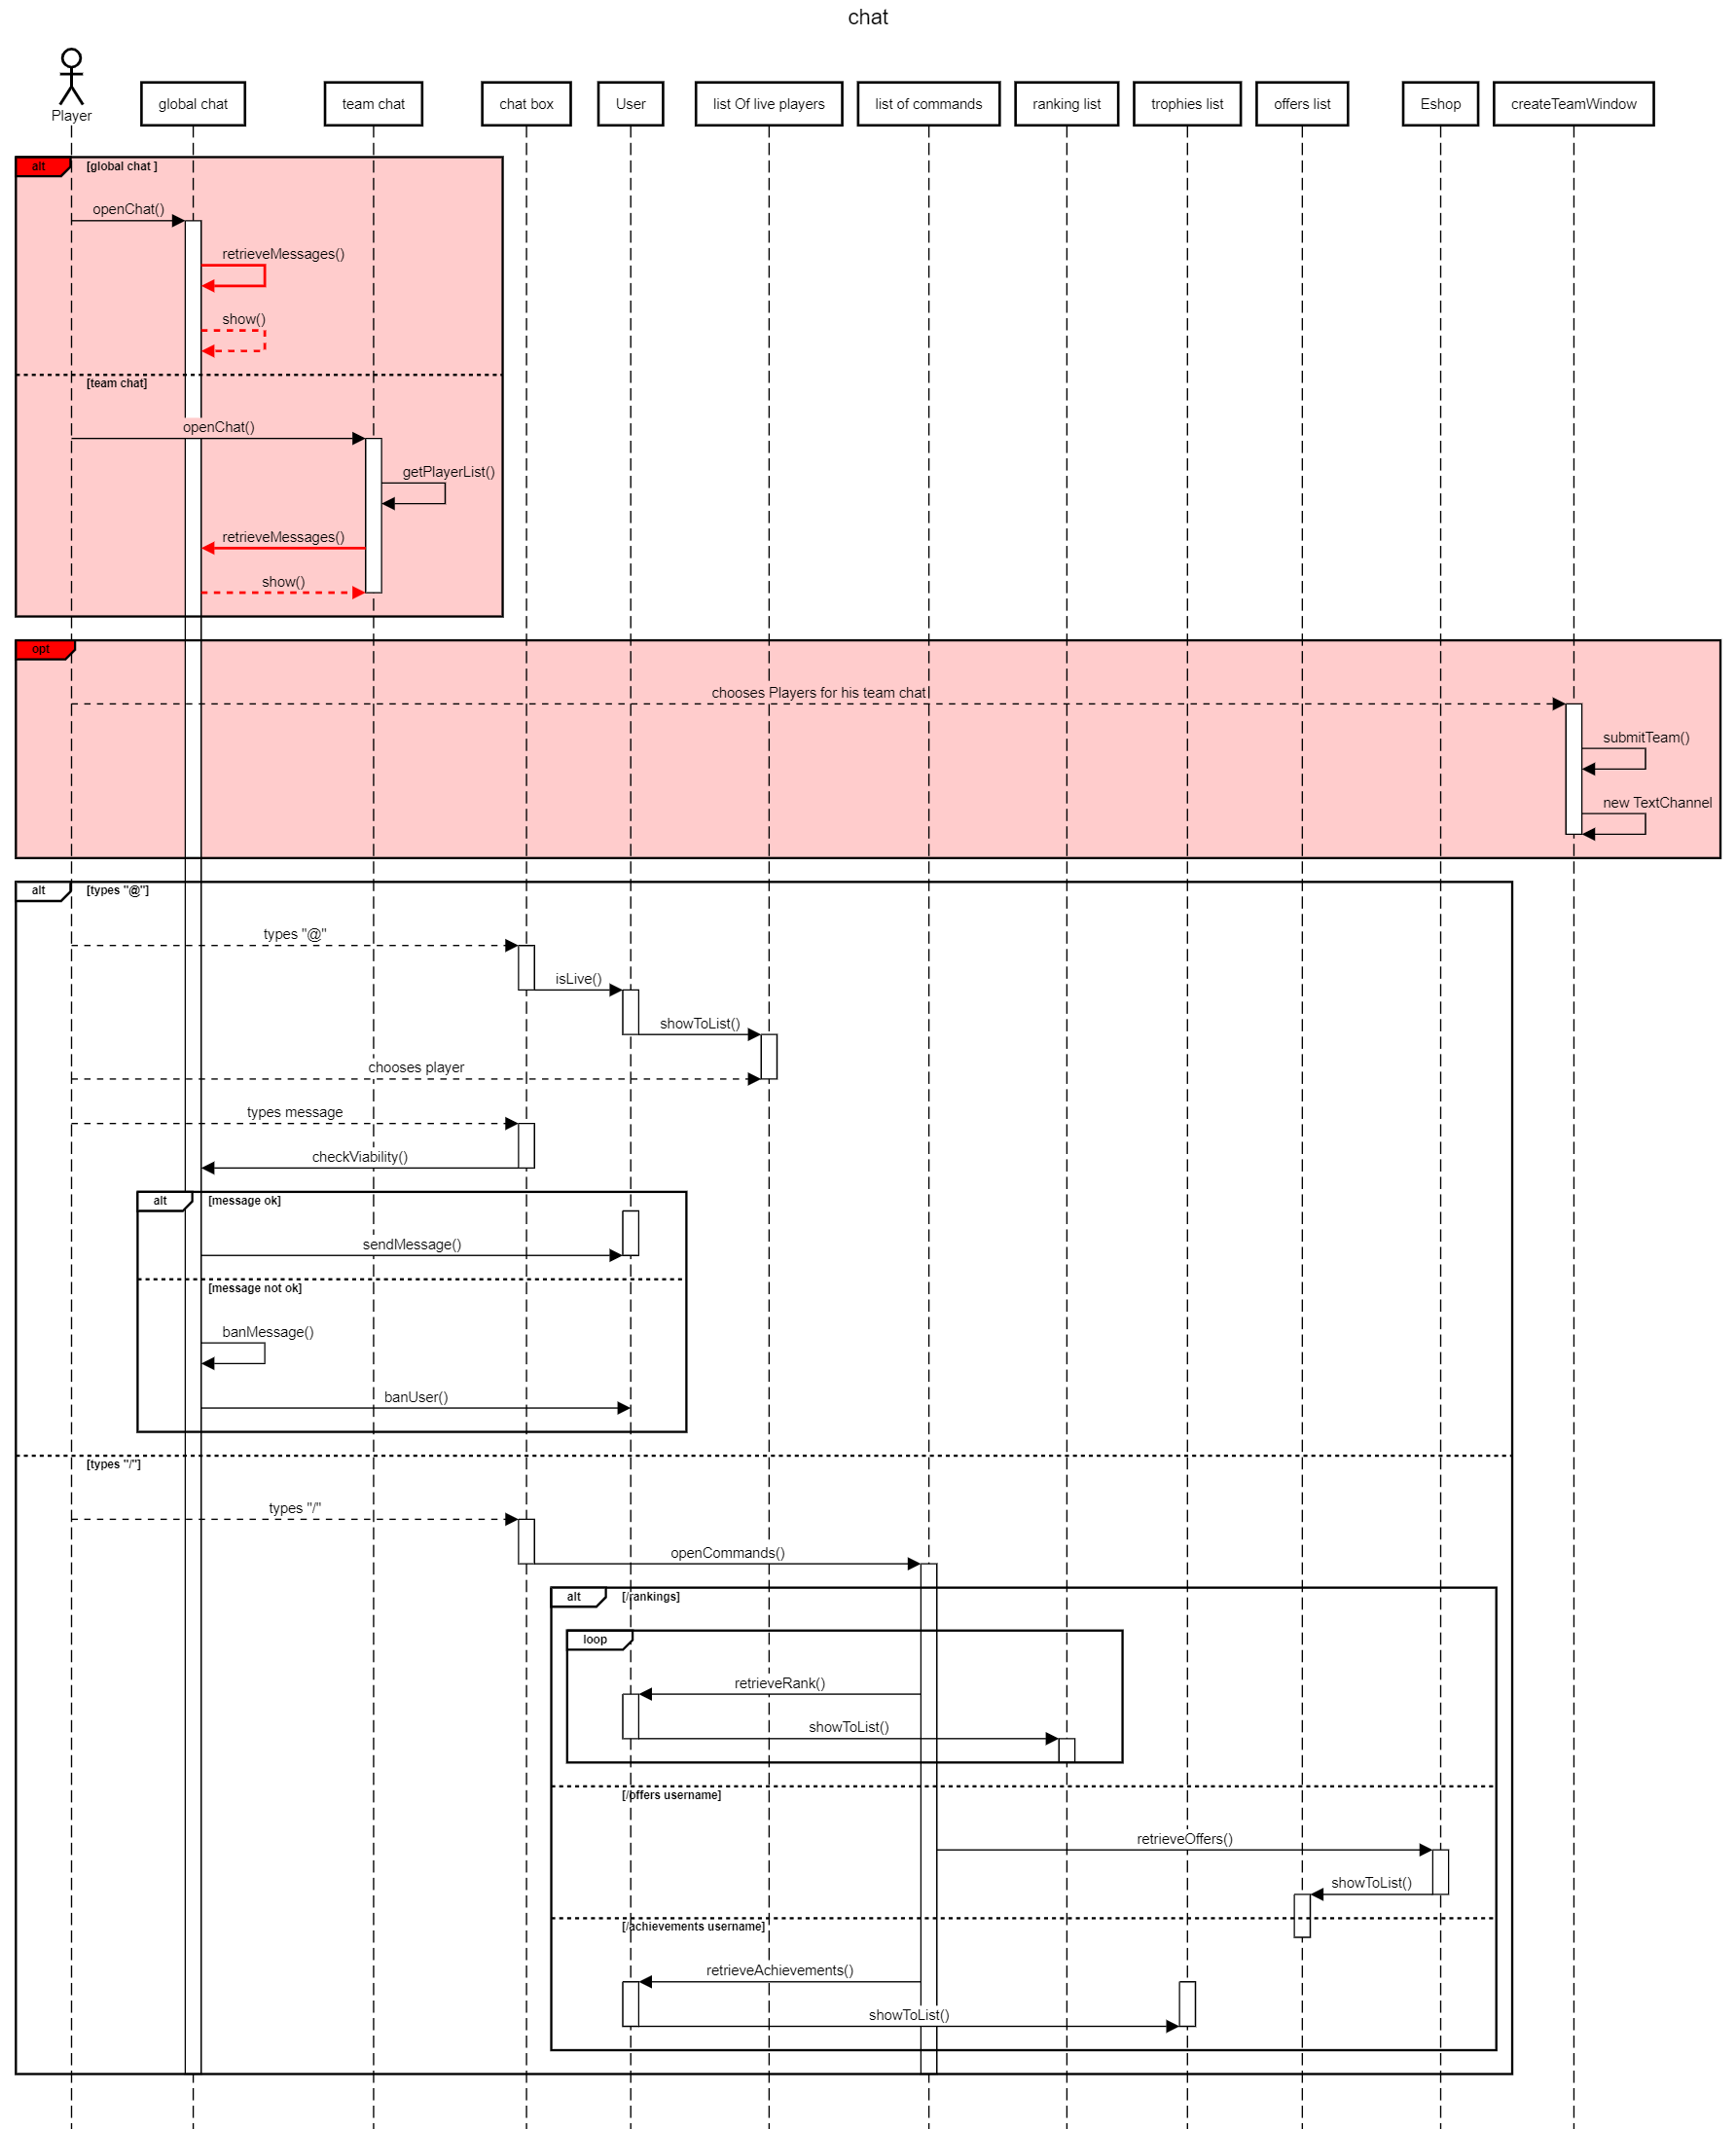 chat
Player
global chat
team chat
chat box
User
list Of live players
list of commands
ranking list
trophies list
offers list
Eshop
createTeamWindow
alt
[global chat ]
openChat()
retrieveMessages()
show()
[team chat]
openChat()
getPlayerList()
retrieveMessages()
show()
opt
chooses Players for his team chat
submitTeam()
new TextChannel
alt
[types "@"]
types "@"
isLive()
showToList()
chooses player
types message
checkViability()
alt
[message ok]
sendMessage()
[message not ok]
banMessage()
banUser()
[types "/"]
types "/"
openCommands()
alt
[/rankings]
loop
retrieveRank()
showToList()
[/offers username]
retrieveOffers()
showToList()
[/achievements username]
retrieveAchievements()
showToList()